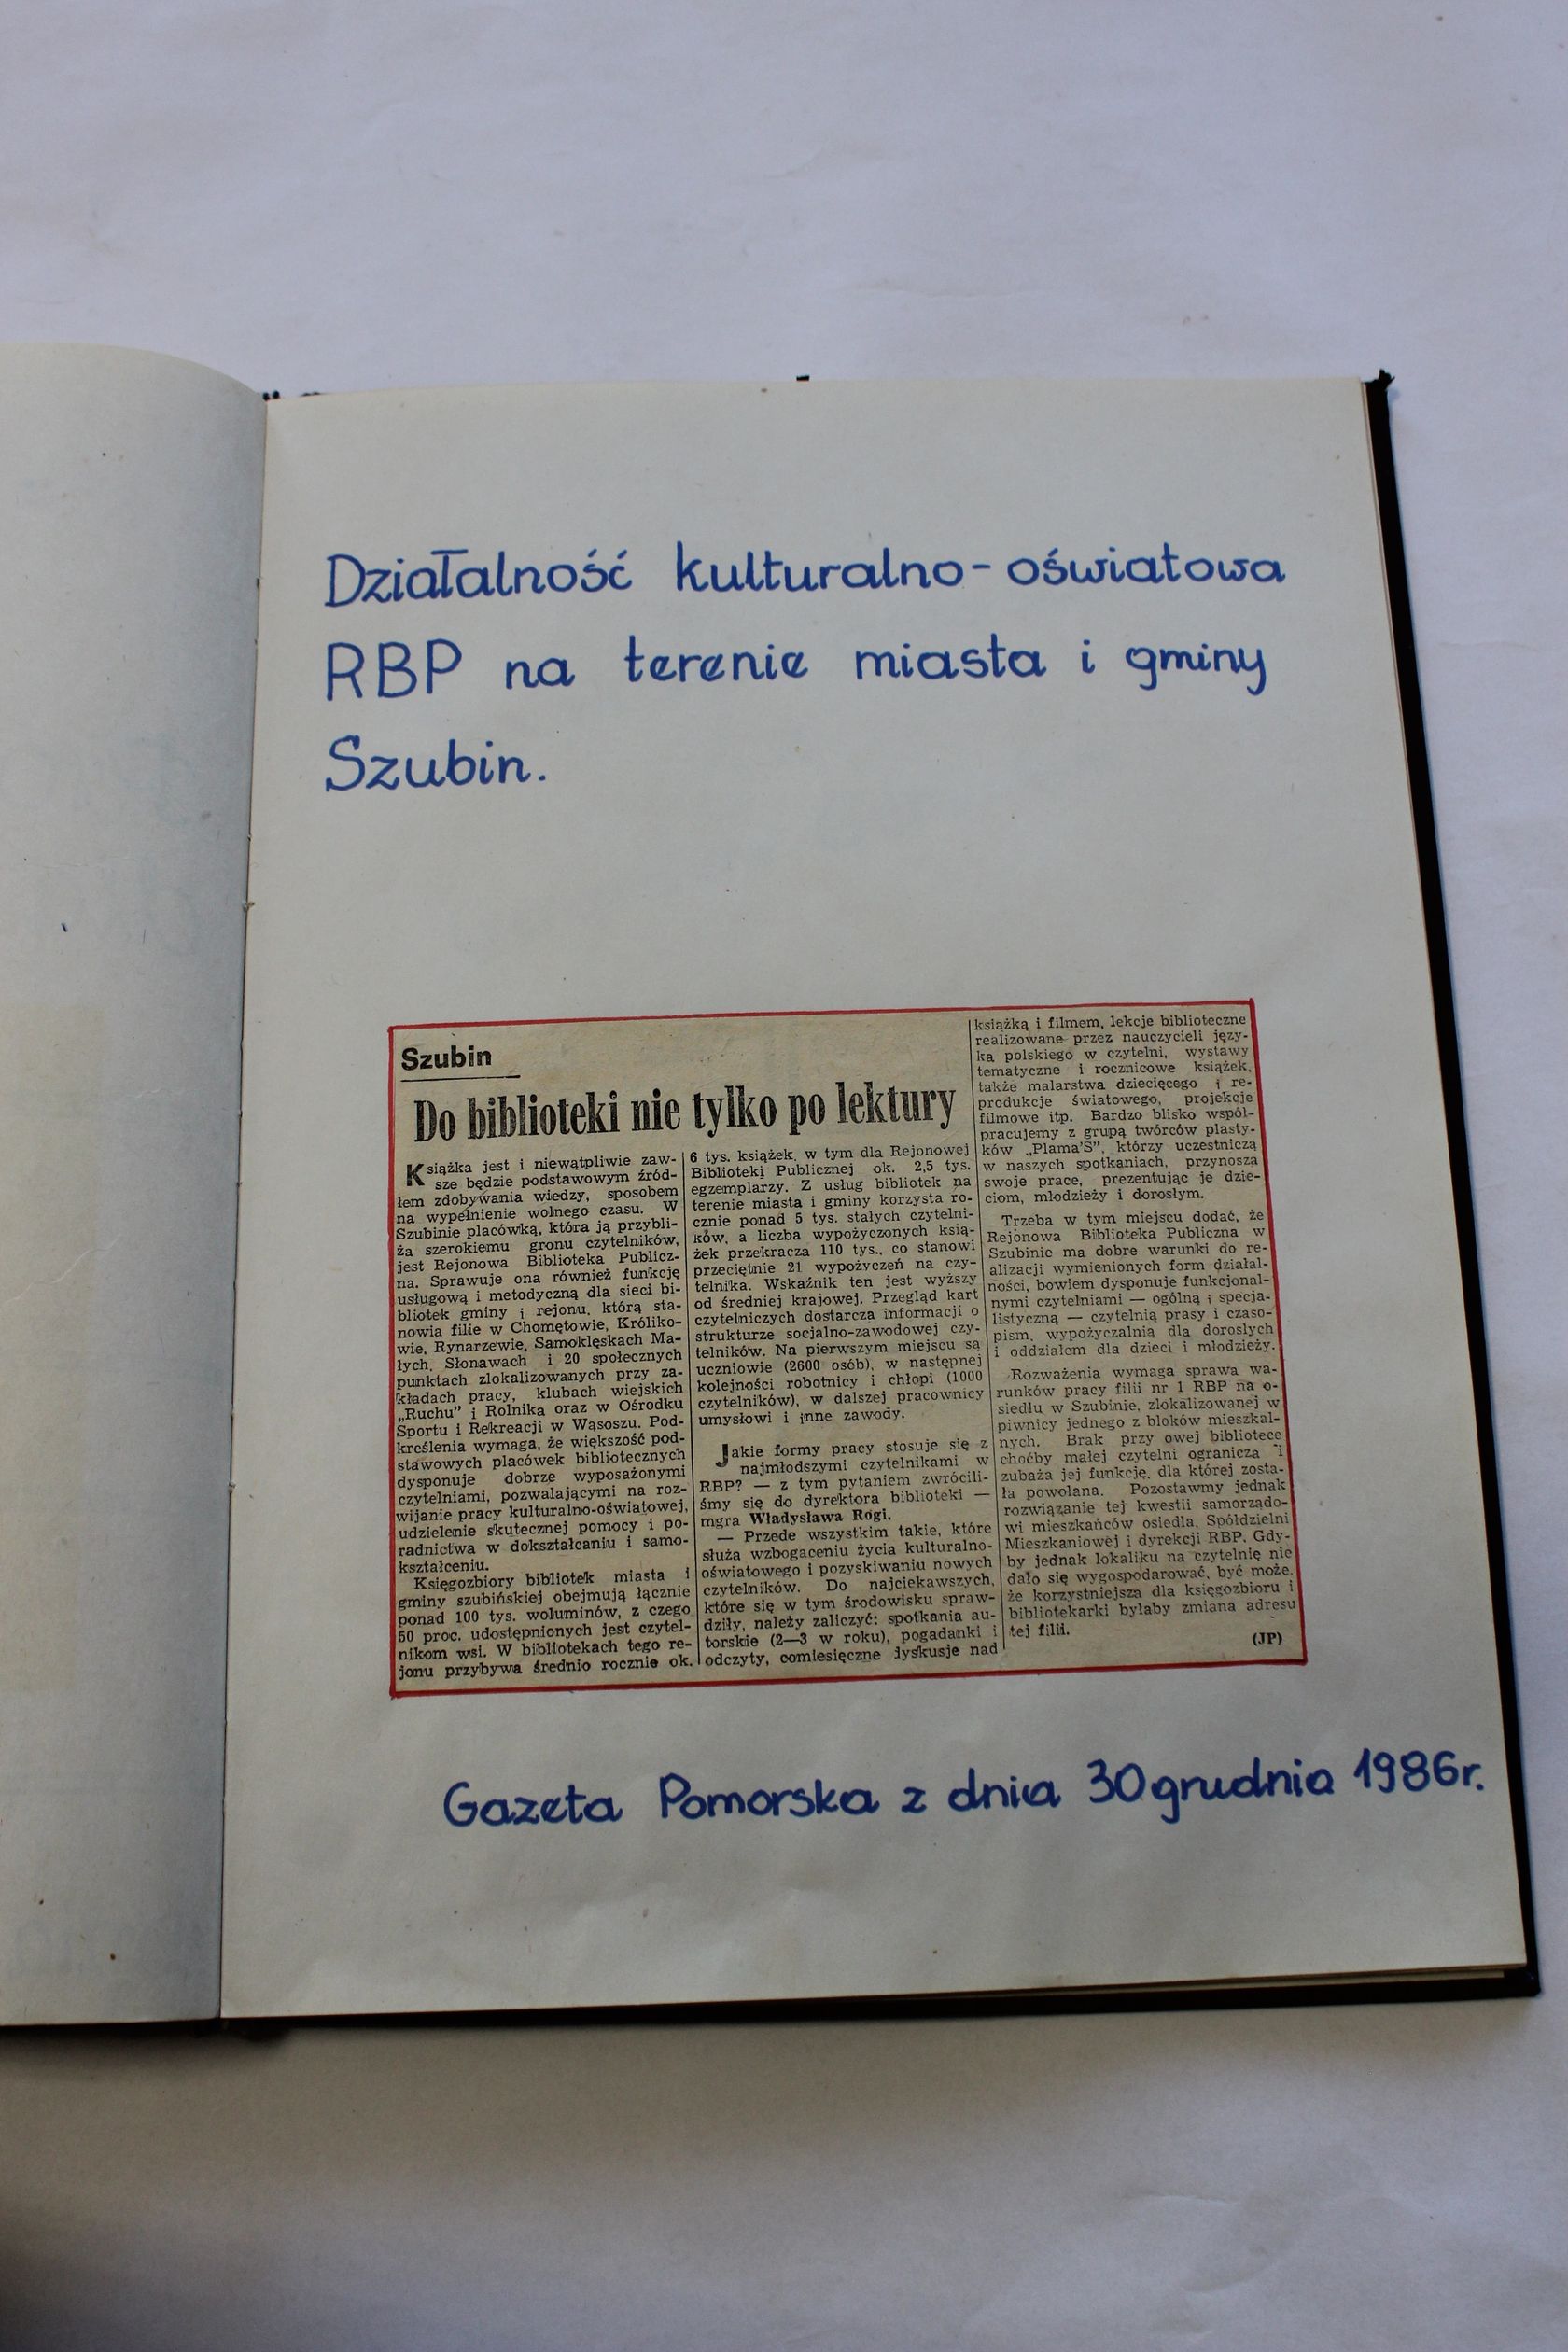 Działalność kulturalno-oświatowa
RBP na terenie miasta i gminy
Szubin.
Szubin
Do biblioteki nie tylko po lektury
Książka jest i niewątpliwie zaw-
sze będzie podstawowym źród-
łem zdobywania wiedzy, sposobem
na wypełnienie wolnego czasu. W
Szubinie placówką, która ją przybli-
ża szerokiemu gronu czytelników,
jest Rejonowa Biblioteka Publicz-
na. Sprawuje ona również funkcję
usługową i metodyczną dla sieci bi-
bliotek gminy i rejonu, którą sta-
nowią filie w Chomętowie, Króliko-
wie, Rynarzewie, Samoklęskach Ma-
łych, Słonawach i 20 społecznych
punktach zlokalizowanych przy za-
kładach pracy, klubach wiejskich
„Ruchu” i Rolnika oraz w Ośrodku
Sportu i Rekreacji w Wąsoszu. Pod-
kreślenia wymaga, że większość pod-
stawowych placówek bibliotecznych
dysponuje dobrze wyposażonymi
czytelniami, pozwalającymi na roz-
wijanie pracy kulturalno-oświatowej,
udzielenie skutecznej pomocy i po-
radnictwa w dokształcaniu i samo-
kształceniu.
Księgozbiory bibliotek miasta i
gminy szubińskiej obejmują łącznie
ponad 100 tys. woluminów, z czego
50 proc. udostępnionych jest czytel-
nikom wsi. W bibliotekach tego re-
jonu przybywa średnio rocznie ok.
6 tys. książek, w tym dla Rejonowej
Biblioteki Publicznej ok. 2,5 tys.
egzemplarzy. Z usług bibliotek na
terenie miasta i gminy korzysta ro-
cznie ponad 5 tys. stałych czytelni-
ków, a liczba wypożyczonych ksią-
żek przekracza 110 tys., co stanowi
przeciętnie 21 wypożyczeń na czy-
telnika. Wskaźnik ten jest wyższy
od średniej krajowej. Przegląd kart
czytelniczych dostarcza informacji o
strukturze socjalno-zawodowej czy-
telników. Na pierwszym miejscu są
uczniowie (2600 osób), w następnej
kolejności robotnicy i chłopi (1000
czytelników), w dalszej pracownicy
umysłowi i inne zawody.
Jakie formy pracy stosuje się z
najmłodszymi czytelnikami w
RBP? — z tym pytaniem zwrócili-
śmy się do dyrektora biblioteki —
mgra Władysława Rogi.
— Przede wszystkim takie, które
służą wzbogaceniu życia kulturalno-
oświatowego i pozyskiwaniu nowych
czytelników. Do najciekawszych,
które się w tym środowisku spraw-
dziły, należy zaliczyć: spotkania au-
torskie (2—3 w roku), pogadanki i
odczyty, comiesięczne dyskusje nad
książką i filmem, lekcje biblioteczne
realizowane przez nauczycieli języ-
ka polskiego w czytelni, wystawy
tematyczne i rocznicowe książek,
także malarstwa dziecięcego i re-
produkcje światowego, projekcje
filmowe itp. Bardzo blisko współ-
pracujemy z grupą twórców plasty-
ków „Plama'S”, którzy uczestniczą
w naszych spotkaniach, przynoszą
swoje prace, prezentując je dzie-
ciom, młodzieży i dorosłym.
Trzeba w tym miejscu dodać, że
Rejonowa Biblioteka Publiczna w
Szubinie ma dobre warunki do re-
alizacji wymienionych form działal-
ności, bowiem dysponuje funkcjonal-
nymi czytelniami — ogólną i specja-
listyczną — czytelnią prasy i czaso-
pism, wypożyczalnią dla dorosłych
i oddziałem dla dzieci i młodzieży.
Rozważenia wymaga sprawa wa-
runków pracy filii nr 1 RBP na o-
siedlu w Szubinie, zlokalizowanej w
piwnicy jednego z bloków mieszkal-
nych. Brak przy owej bibliotece
choćby małej czytelni ogranicza i
zubaża jej funkcję, dla której zosta-
ła powołana. Pozostawmy jednak
rozwiązanie tej kwestii samorządo-
wi mieszkańców osiedla, Spółdzielni
Mieszkaniowej i dyrekcji RBP. Gdy-
by jednak lokaliku na czytelnię nie
dało się wygospodarować, być może,
że korzystniejsza dla księgozbioru i
bibliotekarki byłaby zmiana adresu
tej filii.
(JP)
Gazeta Pomorska z dnia 30 grudnia 1986r.